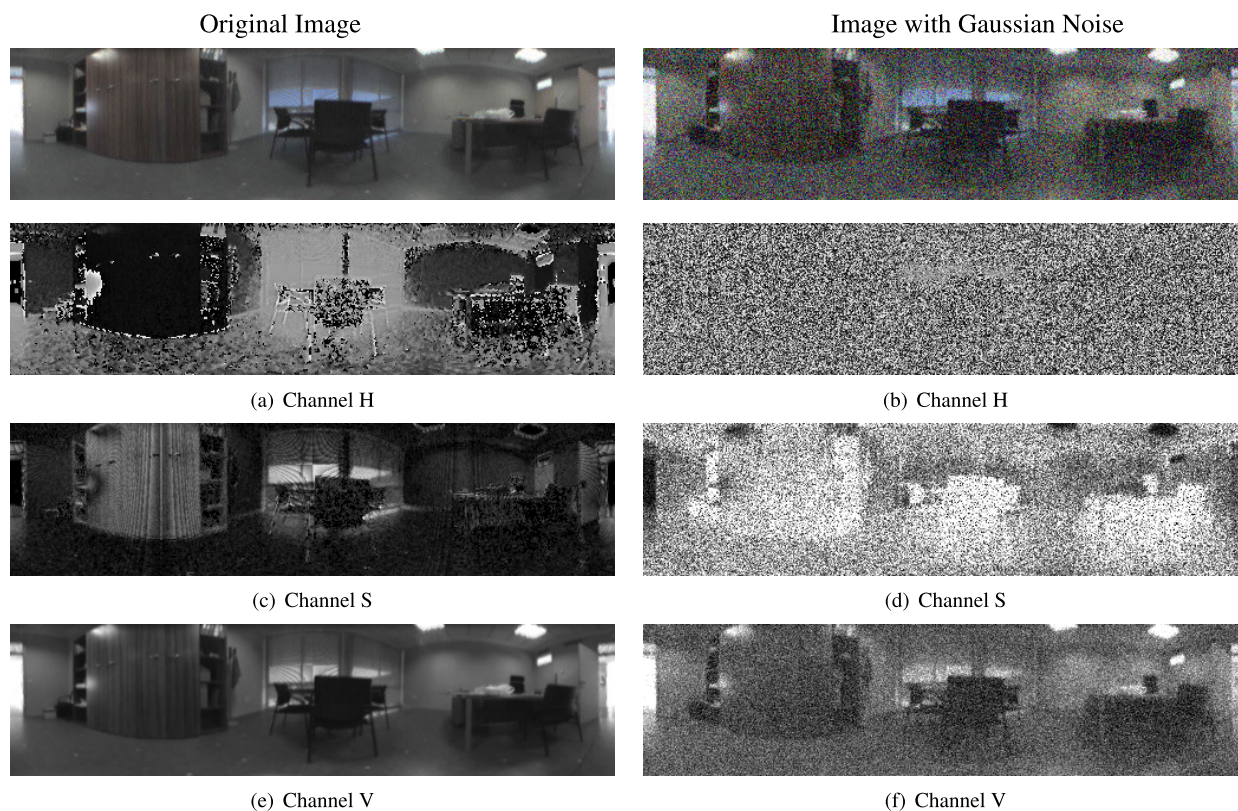 Original Image
Image with Gaussian Noise
(a) Channel H
(b) Channel H
(c) Channel S
(d) Channel S
(e) Channel V
(f) Channel V